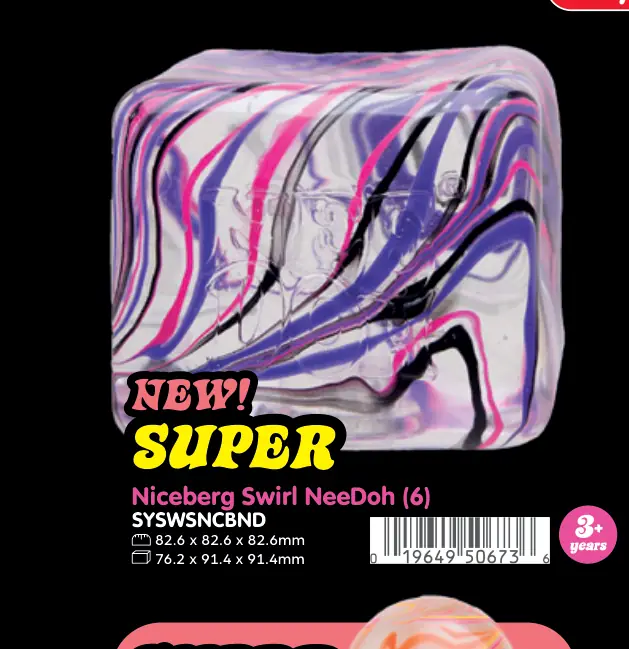 NEW!
SUPER
Niceberg Swirl NeeDoh (6)
SYSWSNCBND
82.6 x 82.6 x 82.6mm
76.2 x 91.4 x 91.4mm
0 19649 50673 6
3+
years
®